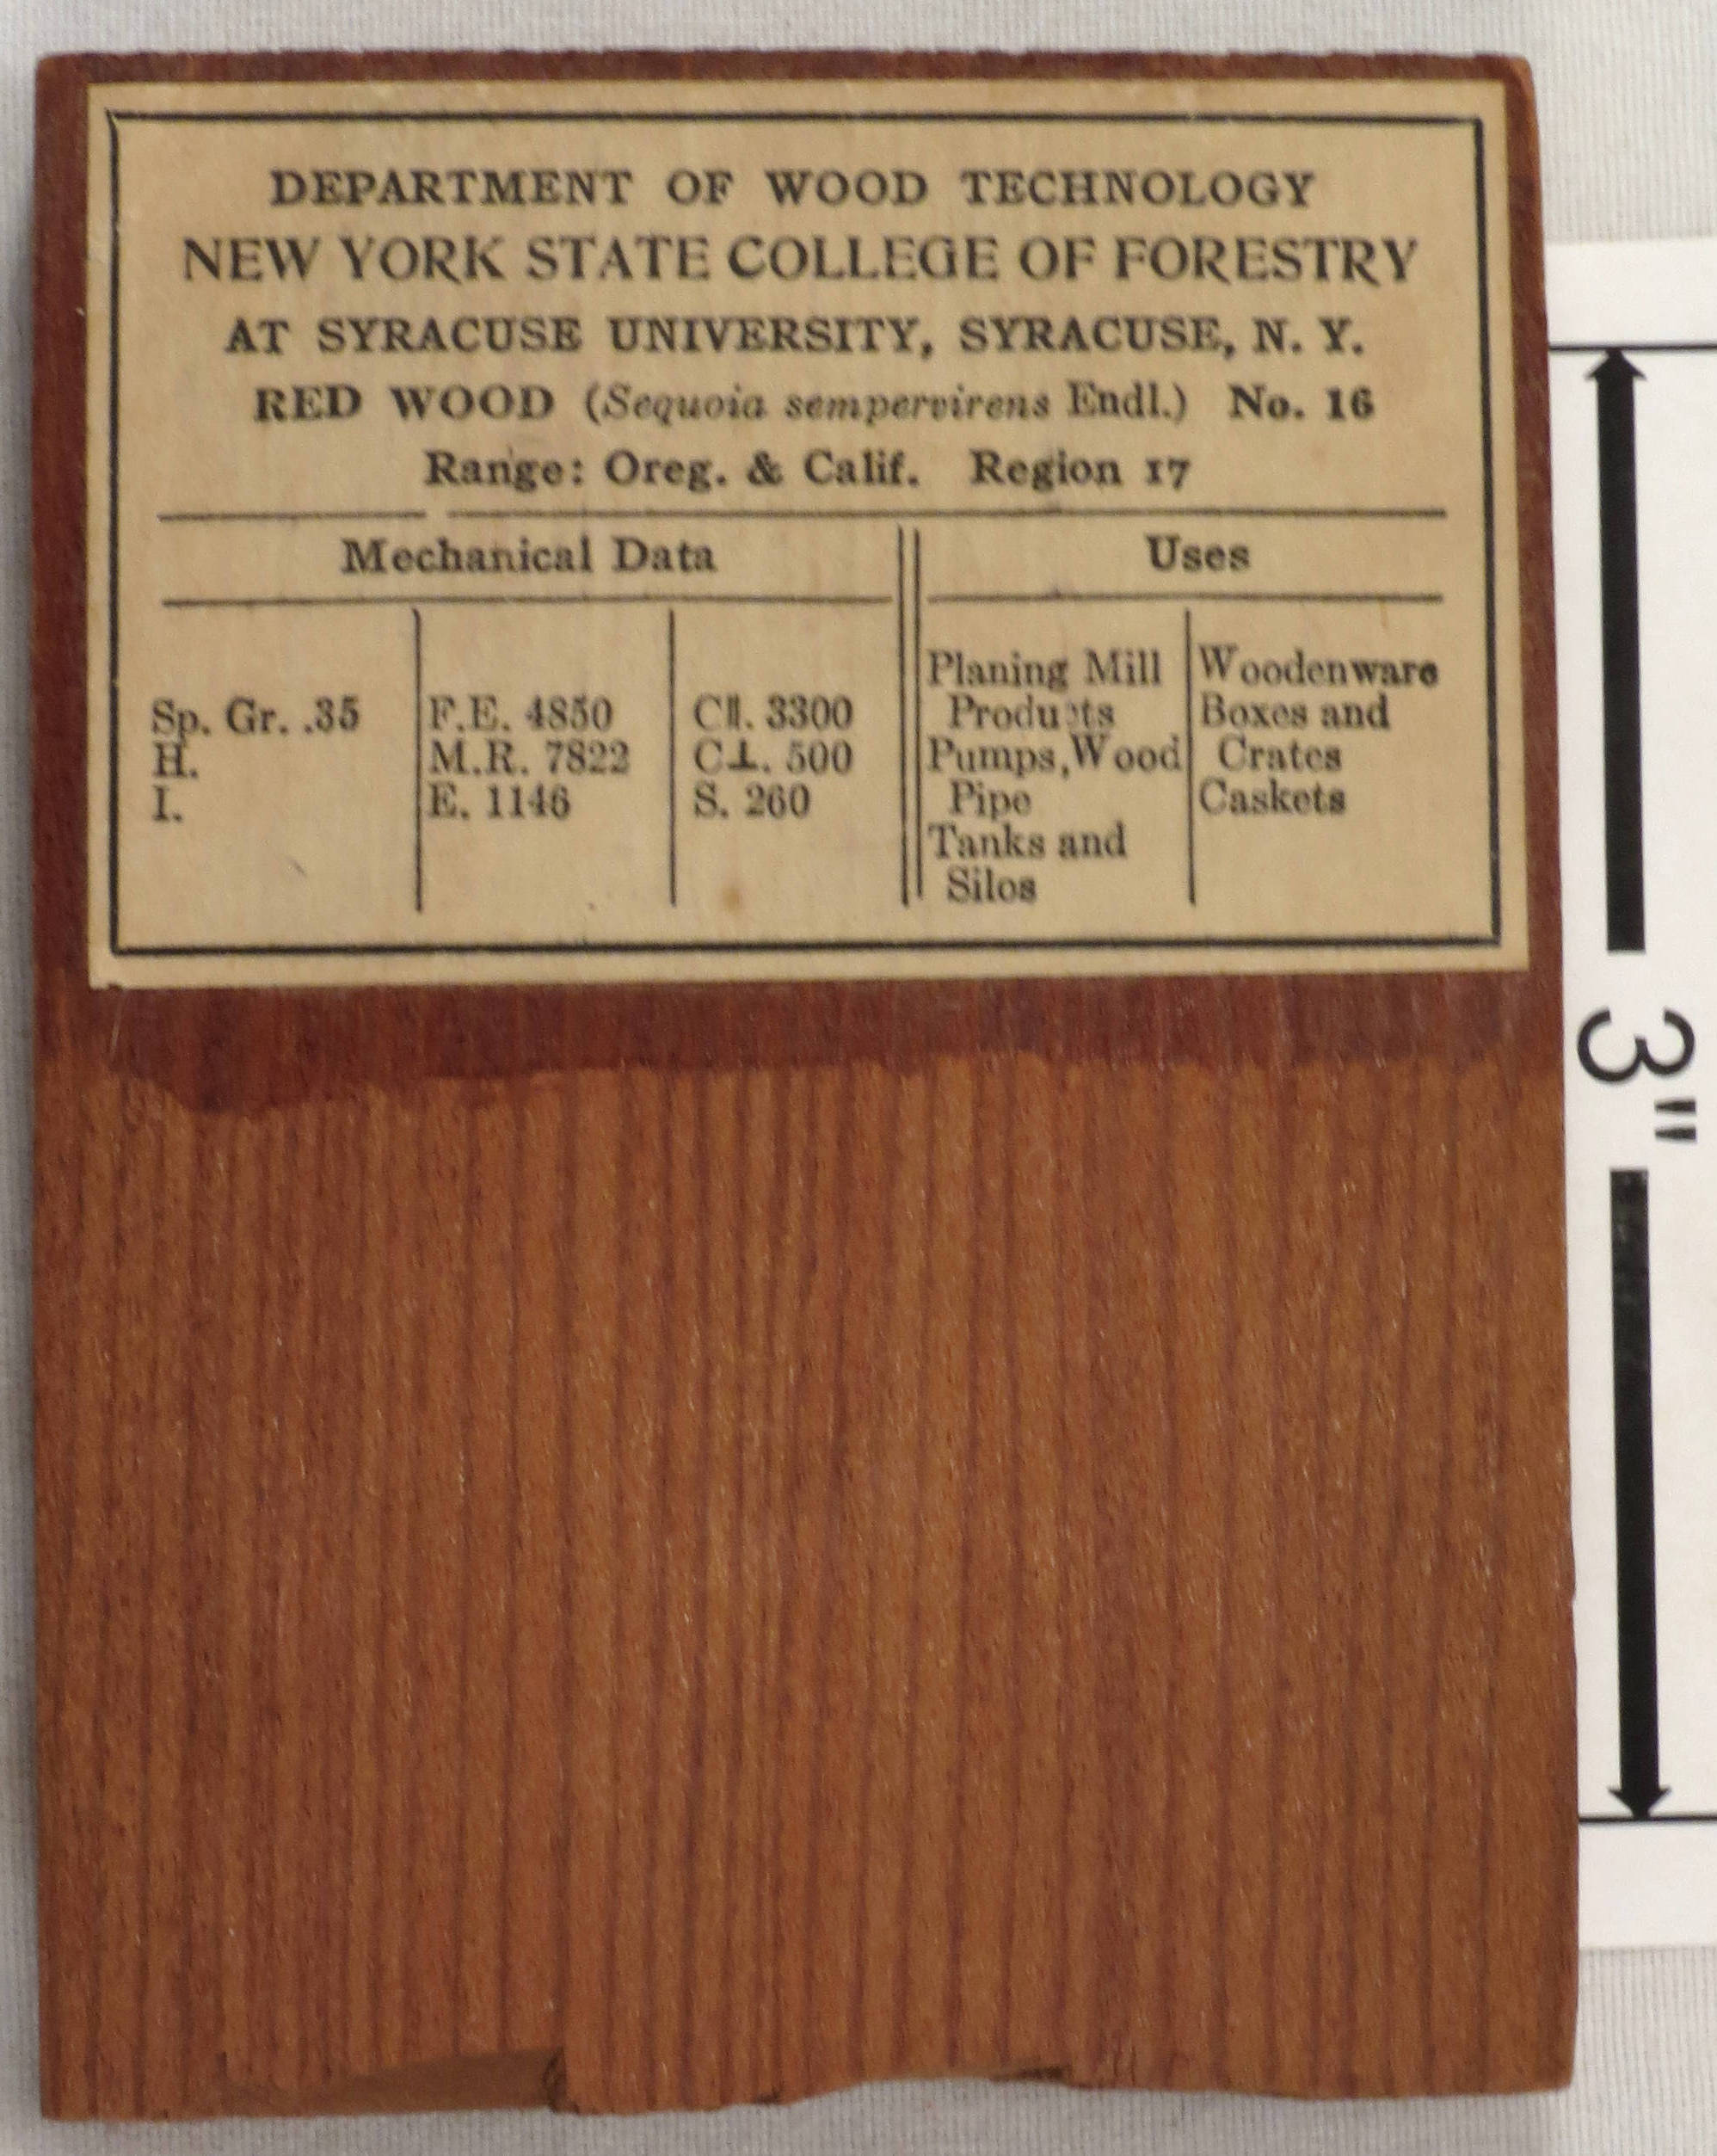 DEPARTMENT OF WOOD TECHNOLOGY
NEW YORK STATE COLLEGE OF FORESTRY
AT SYRACUSE UNIVERSITY, SYRACUSE, N. Y.
RED WOOD (Sequoia sempervirens Endl.) No. 16
Range: Oreg. & Calif. Region 17
Mechanical Data
Sp. Gr. .35
H.
I.
F.E. 4850
M.R. 7822
E. 1146
C||. 3300
C⊥. 500
S. 260
Uses
Planing Mill
Products
Pumps, Wood
Pipe
Tanks and
Silos
Woodenware
Boxes and
Crates
Caskets
3"